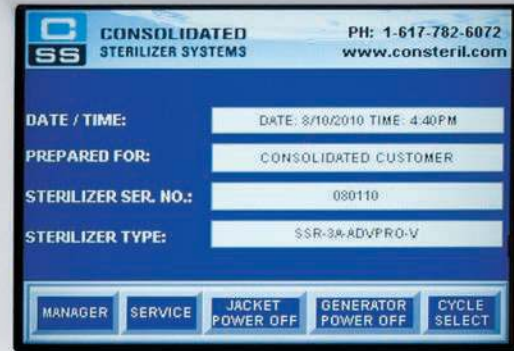 CSS
CONSOLIDATED
STERILIZER SYSTEMS
PH: 1-617-782-6072
www.consteril.com
DATE / TIME:
DATE: 8/10/2010 TIME: 4:40PM
PREPARED FOR:
CONSOLIDATED CUSTOMER
STERILIZER SER. NO.:
080110
STERILIZER TYPE:
SSR-3A-ADVPRO-V
MANAGER
SERVICE
JACKET
POWER OFF
GENERATOR
POWER OFF
CYCLE
SELECT